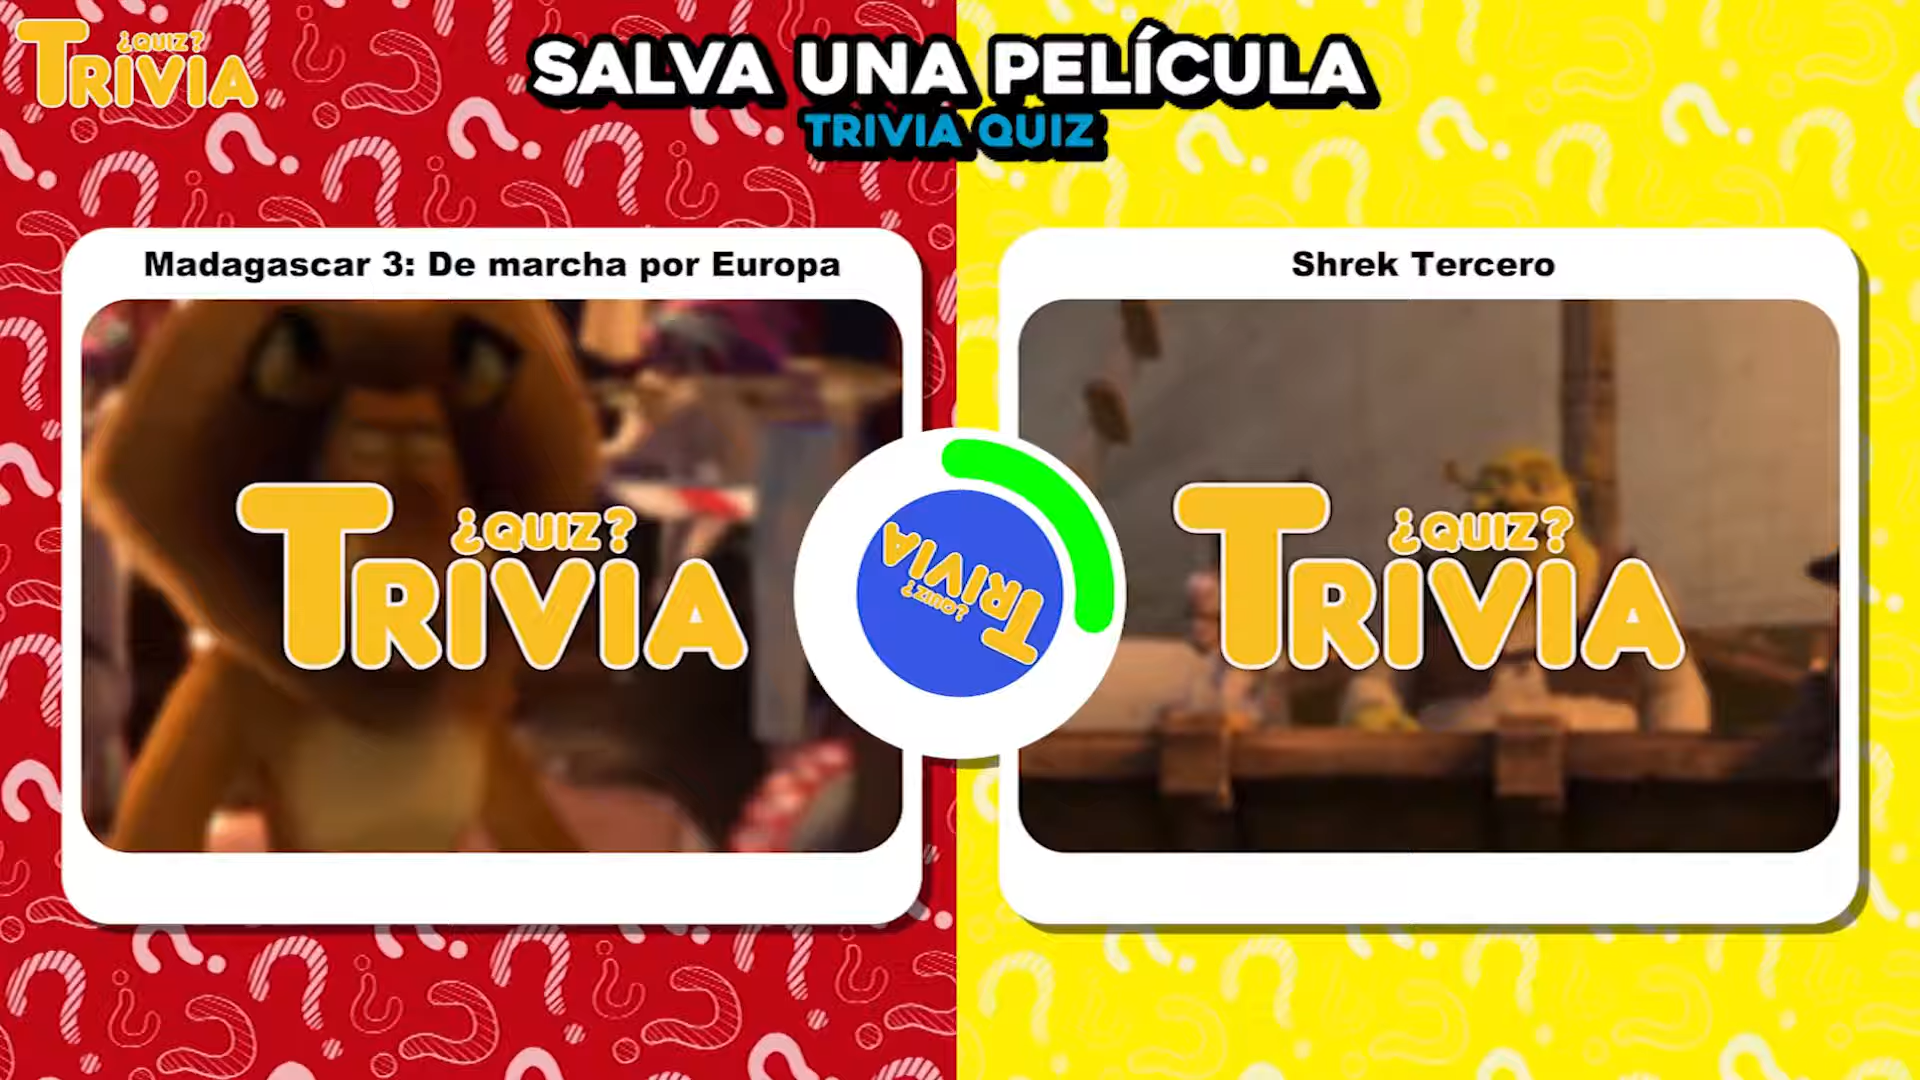 ¿QUIZ?
TRIVIA
SALVA UNA PELÍCULA
TRIVIA QUIZ
Madagascar 3: De marcha por Europa
Shrek Tercero
¿QUIZ?
TRIVIA
¿QUIZ?
TRIVIA
¿QUIZ?
TRIVIA